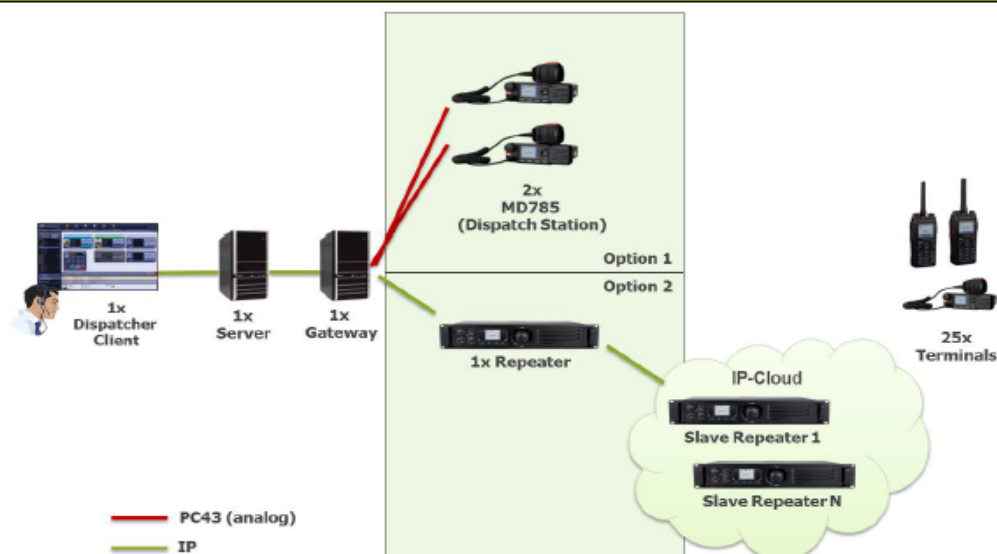 2x
MD785
(Dispatch Station)
Option 1
Option 2
1x
Dispatcher
Client
1x
Server
1x
Gateway
1x Repeater
25x
Terminals
IP-Cloud
Slave Repeater 1
Slave Repeater N
PC43 (analog)
IP